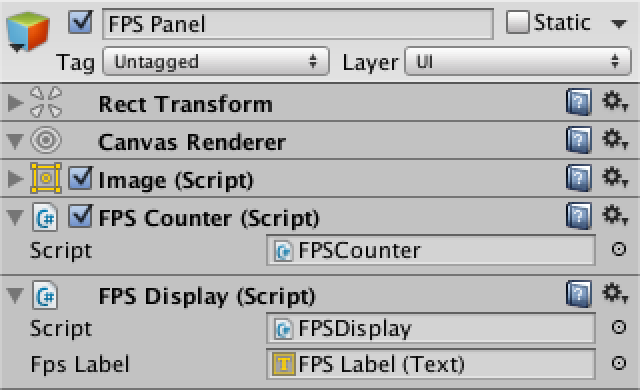 FPS Panel Static
Tag Untagged Layer UI
Rect Transform
Canvas Renderer
Image (Script)
C# FPS Counter (Script)
Script C# FPSCounter
C# FPS Display (Script)
Script C# FPSDisplay
Fps Label T FPS Label (Text)